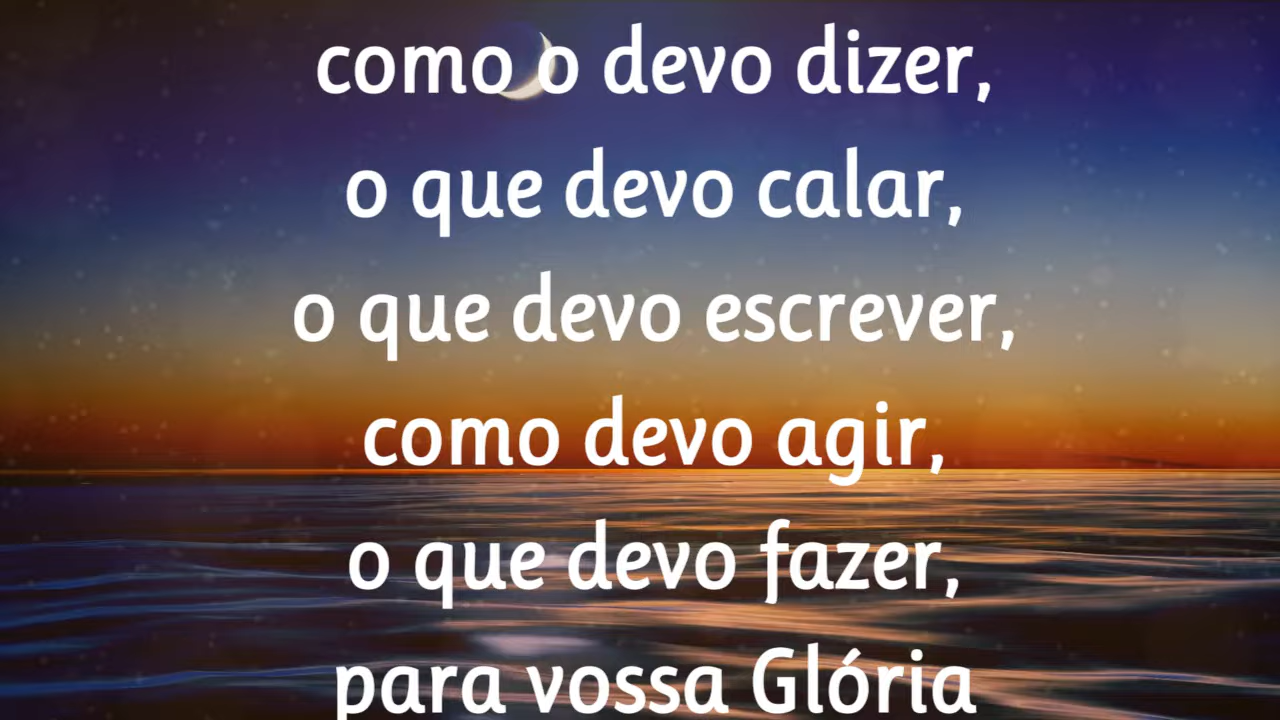 como o devo dizer,
o que devo calar,
o que devo escrever,
como devo agir,
o que devo fazer,
para vossa Glória